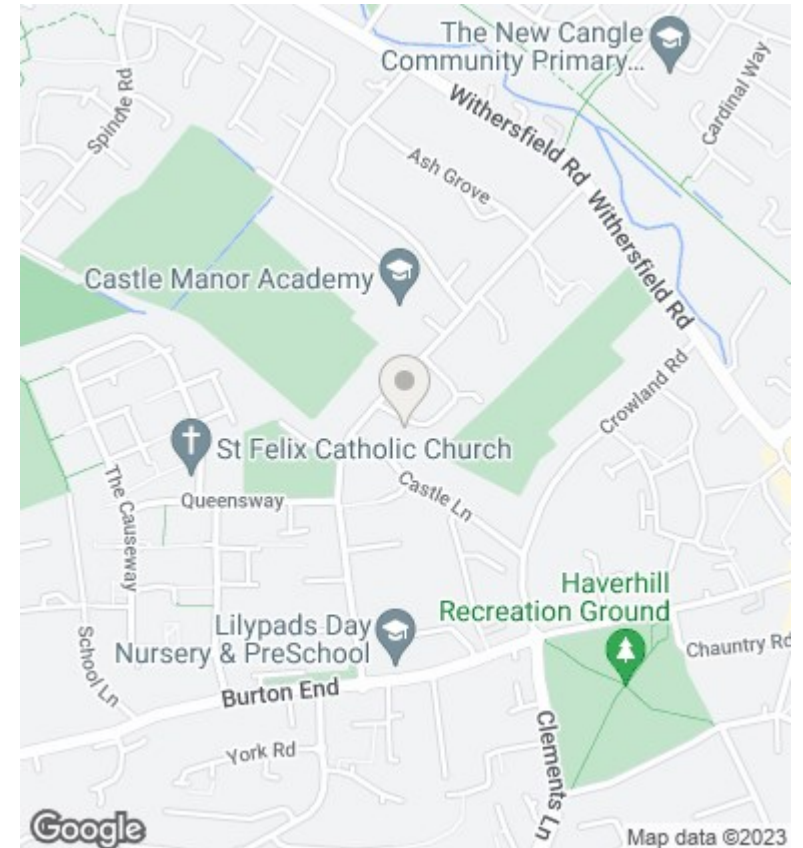 The New Cangle
Community Primary...
Cardinal Way
Spindle Rd
Withersfield Rd
Ash Grove
Withersfield Rd
Castle Manor Academy
Crowland Rd
St Felix Catholic Church
Castle Ln
Queensway
The Causeway
Haverhill
Recreation Ground
Lilypads Day
Nursery & PreSchool
Chauntry Rd
School Ln
Burton End
Clements Ln
York Rd
Google
Map data ©2023